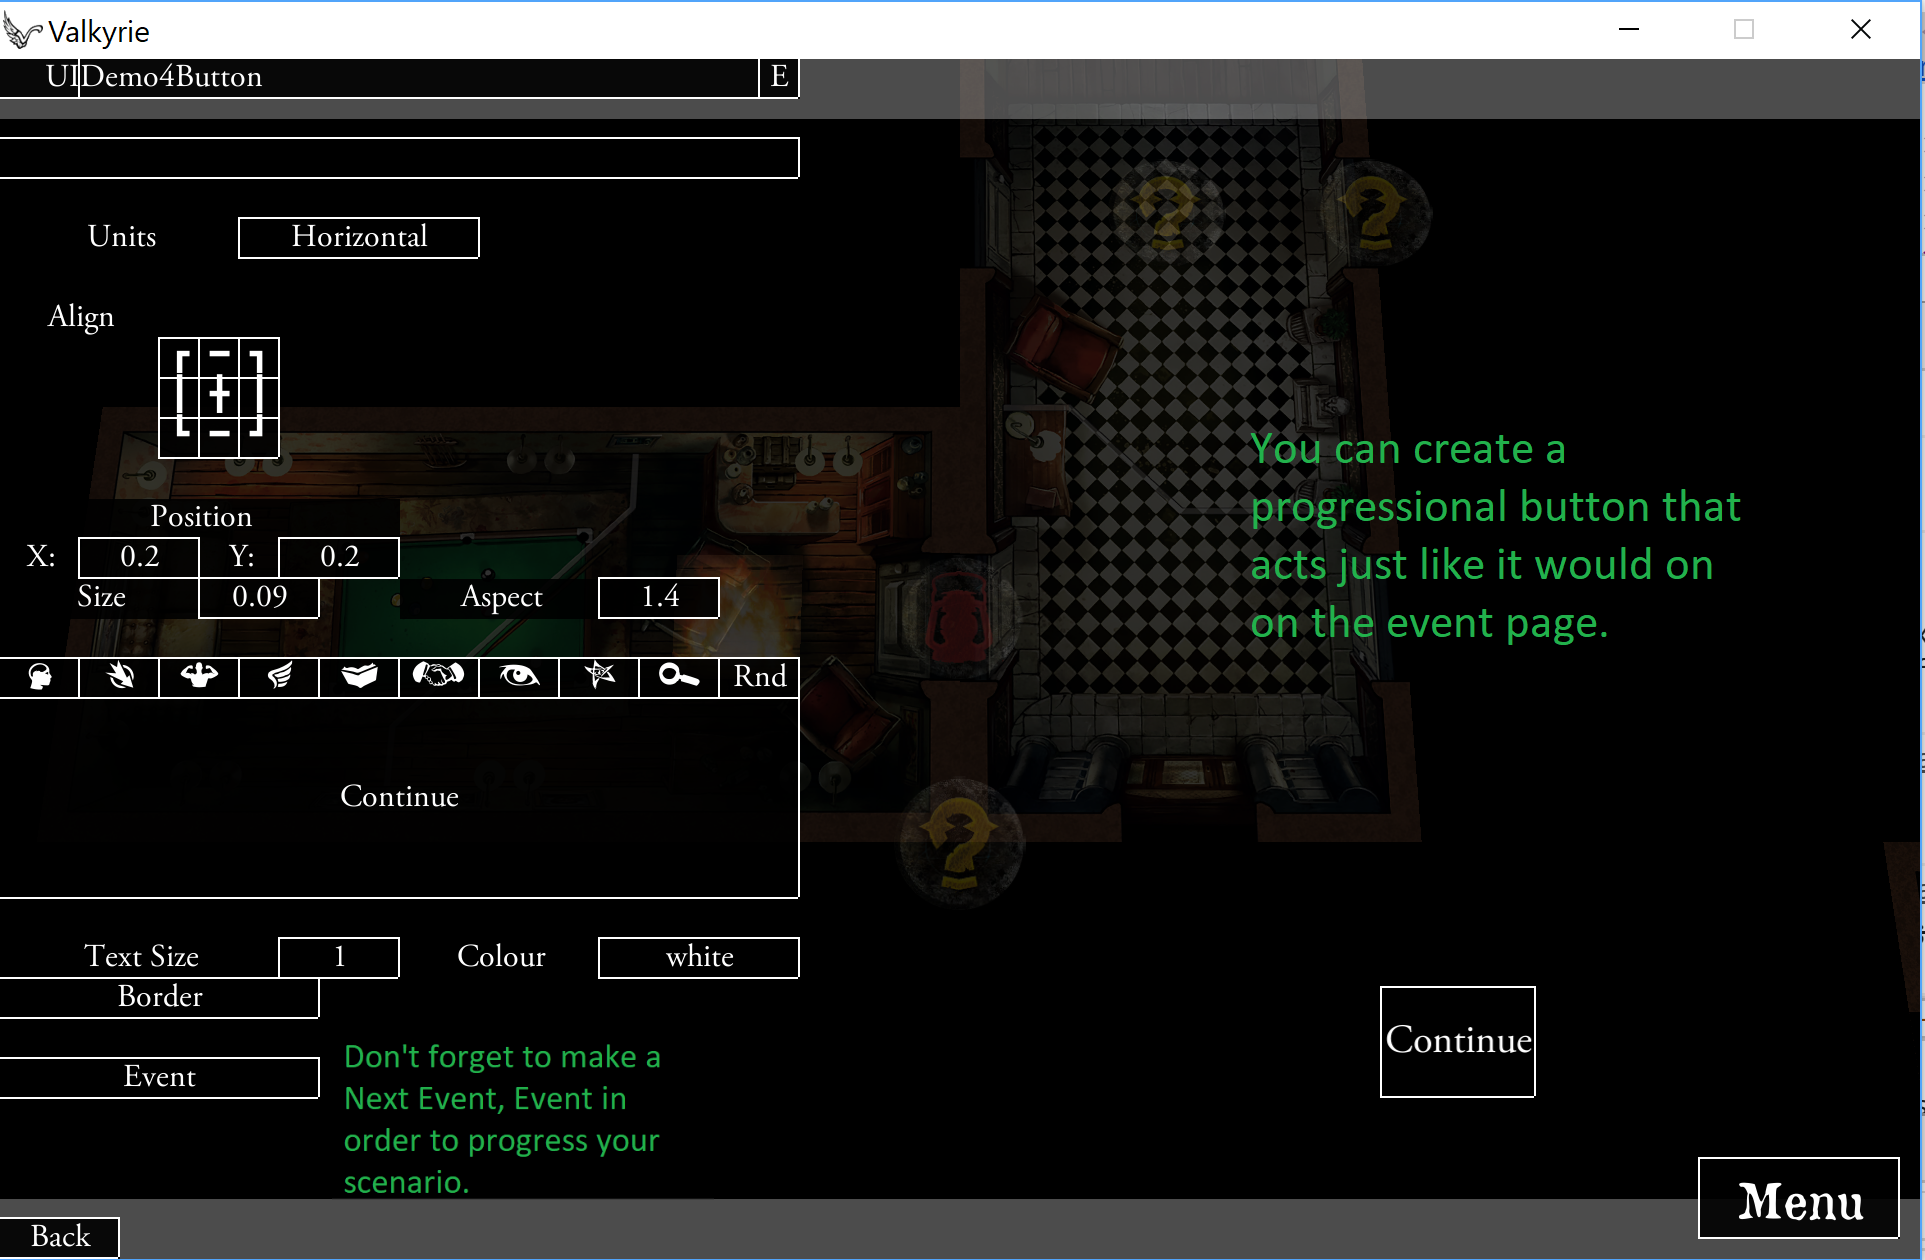 Valkyrie
UIDemo4Button E
Units Horizontal
Align
Position
X: 0.2 Y: 0.2
Size 0.09 Aspect 1.4
Rnd
Continue
Text Size 1 Colour white
Border
Event
Don't forget to make a
Next Event, Event in
order to progress your
scenario.
Back
You can create a
progressional button that
acts just like it would on
on the event page.
Continue
Menu